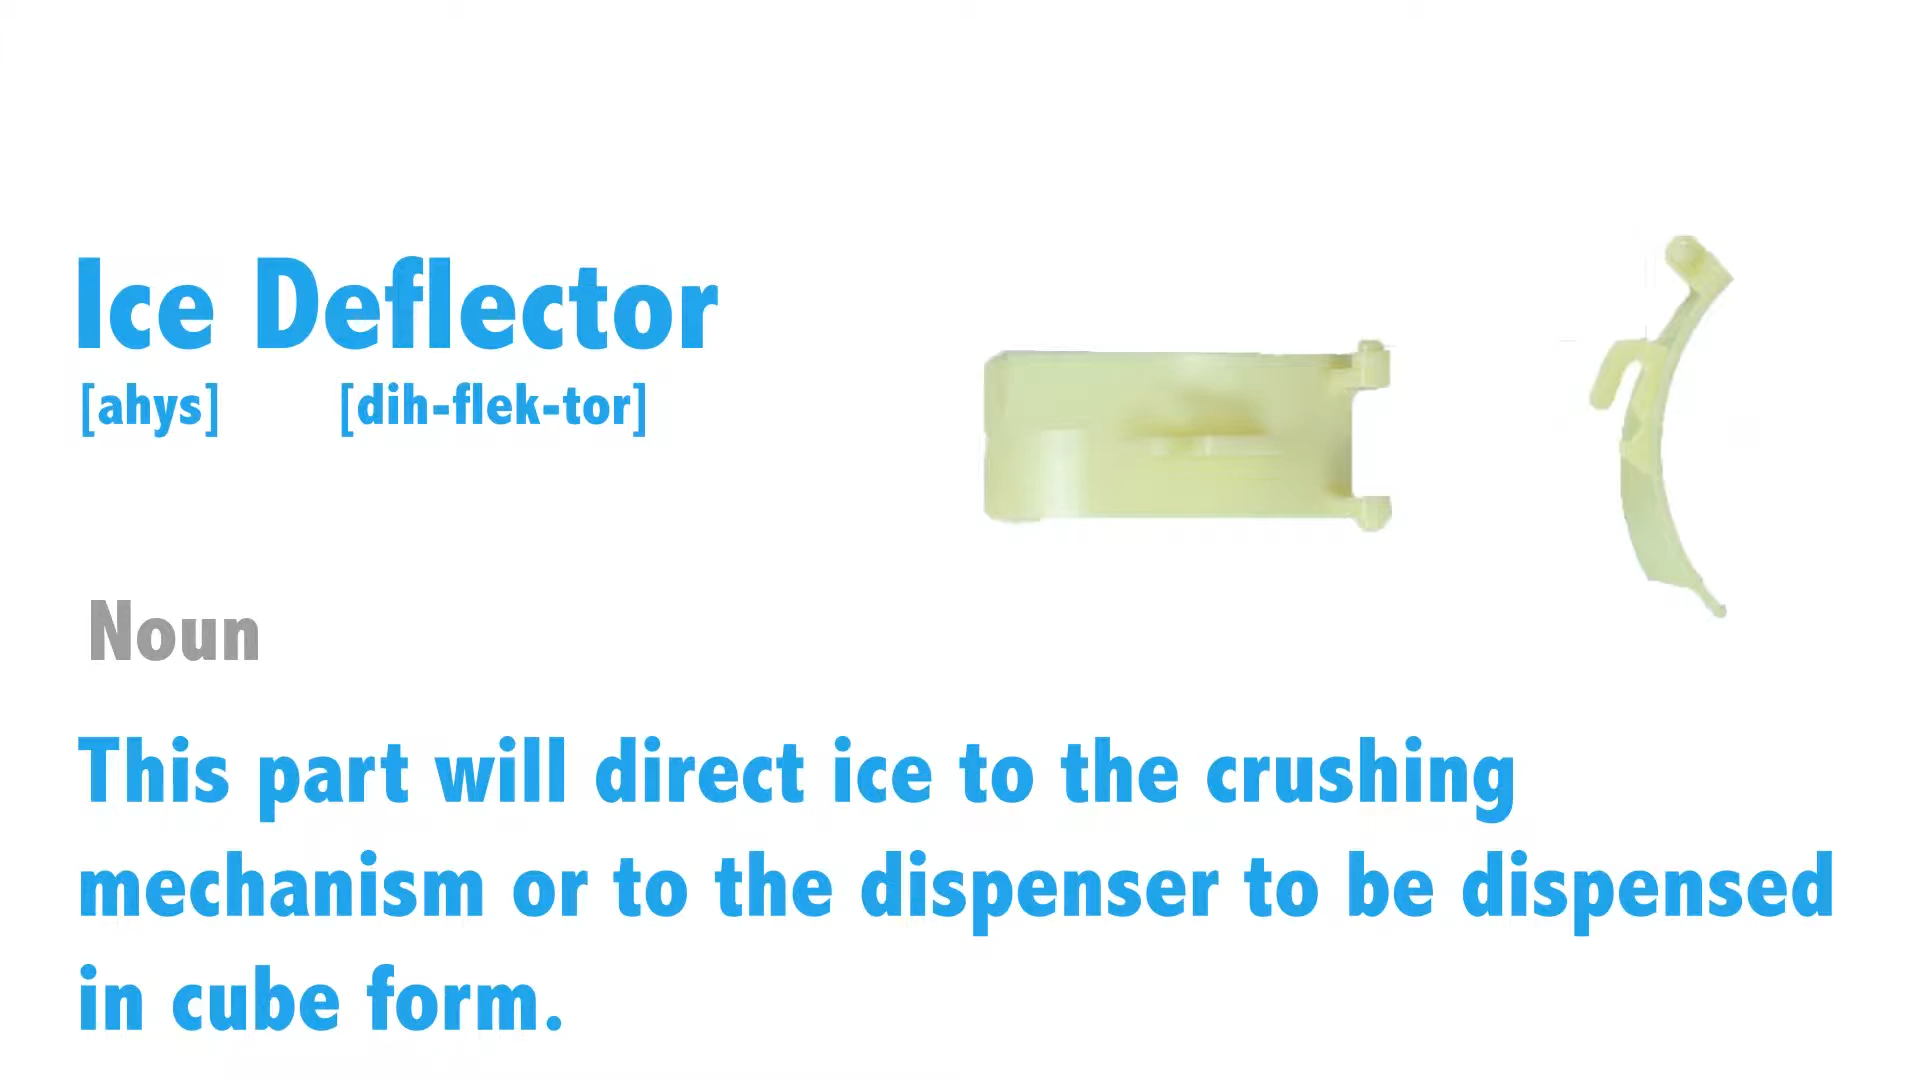 Ice Deflector
[ahys] [dih-flek-tor]
Noun
This part will direct ice to the crushing
mechanism or to the dispenser to be dispensed
in cube form.